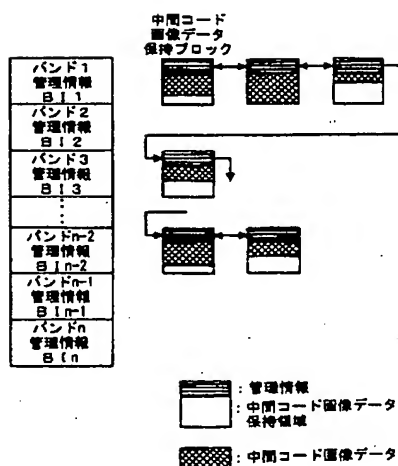 中間コード
画像データ
保持ブロック
バンド1
管理情報
BI1
バンド2
管理情報
BI2
バンド3
管理情報
BI3
⋮
バンドn-2
管理情報
BIn-2
バンドn-1
管理情報
BIn-1
バンドn
管理情報
BIn
:管理情報
:中間コード画像データ
保持領域
:中間コード画像データ